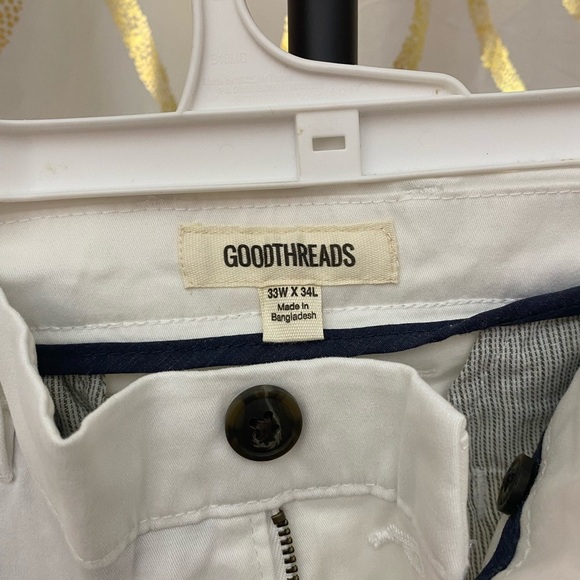 GOODTHREADS
33W X 34L
Made in
Bangladesh